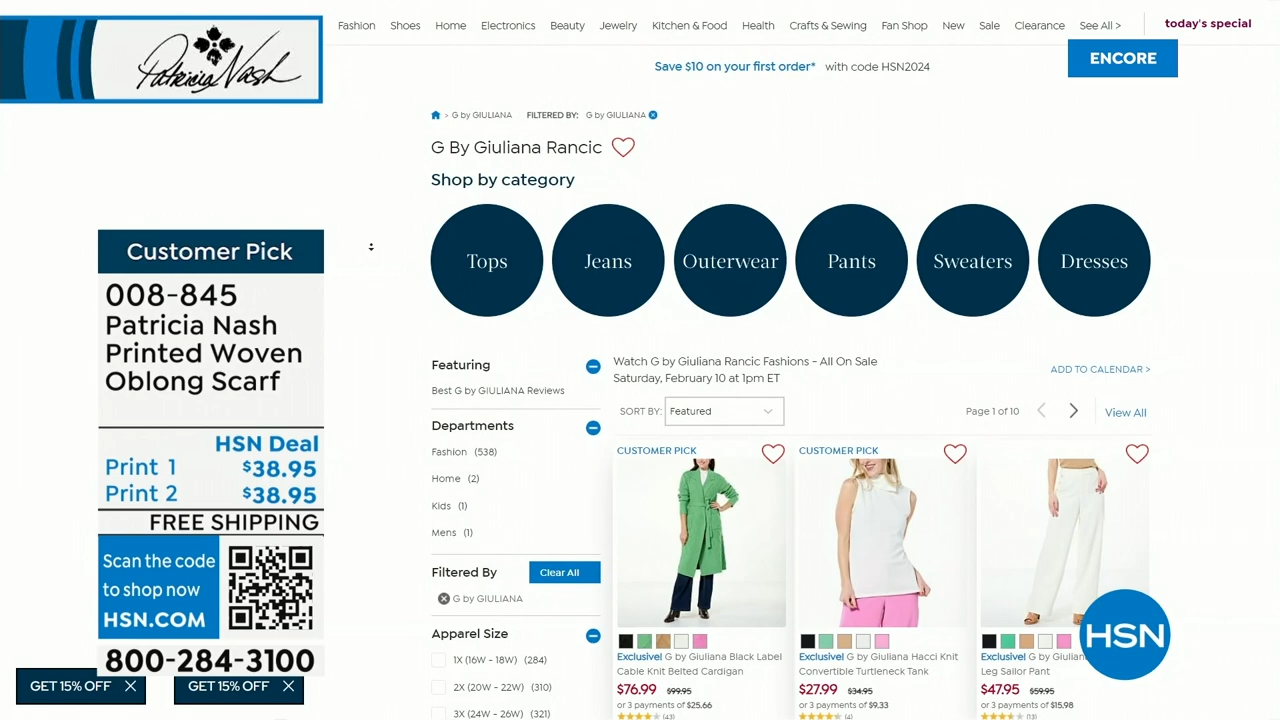 Patricia Nash
Fashion Shoes Home Electronics Beauty Jewelry Kitchen & Food Health Crafts & Sewing Fan Shop New Sale Clearance See All > today's special
Save $10 on your first order* with code HSN2024
ENCORE
> G by GIULIANA FILTERED BY: G by GIULIANA
G By Giuliana Rancic
Shop by category
Tops Jeans Outerwear Pants Sweaters Dresses
Customer Pick
008-845
Patricia Nash
Printed Woven
Oblong Scarf
HSN Deal
Print 1 $38.95
Print 2 $38.95
FREE SHIPPING
Scan the code
to shop now
HSN.COM
800-284-3100
GET 15% OFF
GET 15% OFF
Featuring
Best G by GIULIANA Reviews
Departments
Fashion (538)
Home (2)
Kids (1)
Mens (1)
Filtered By Clear All
G by GIULIANA
Apparel Size
1X (16W - 18W) (284)
2X (20W - 22W) (310)
3X (24W - 26W) (321)
Watch G by Giuliana Rancic Fashions - All On Sale
Saturday, February 10 at 1pm ET
ADD TO CALENDAR >
SORT BY: Featured
Page 1 of 10
View All
CUSTOMER PICK
Exclusive! G by Giuliana Black Label
Cable Knit Belted Cardigan
$76.99 $99.95
or 3 payments of $25.66
(43)
CUSTOMER PICK
Exclusive! G by Giuliana Hacci Knit
Convertible Turtleneck Tank
$27.99 $34.95
or 3 payments of $9.33
(4)
Exclusive! G by Giulian
Leg Sailor Pant
$47.95 $59.95
or 3 payments of $15.98
(13)
HSN